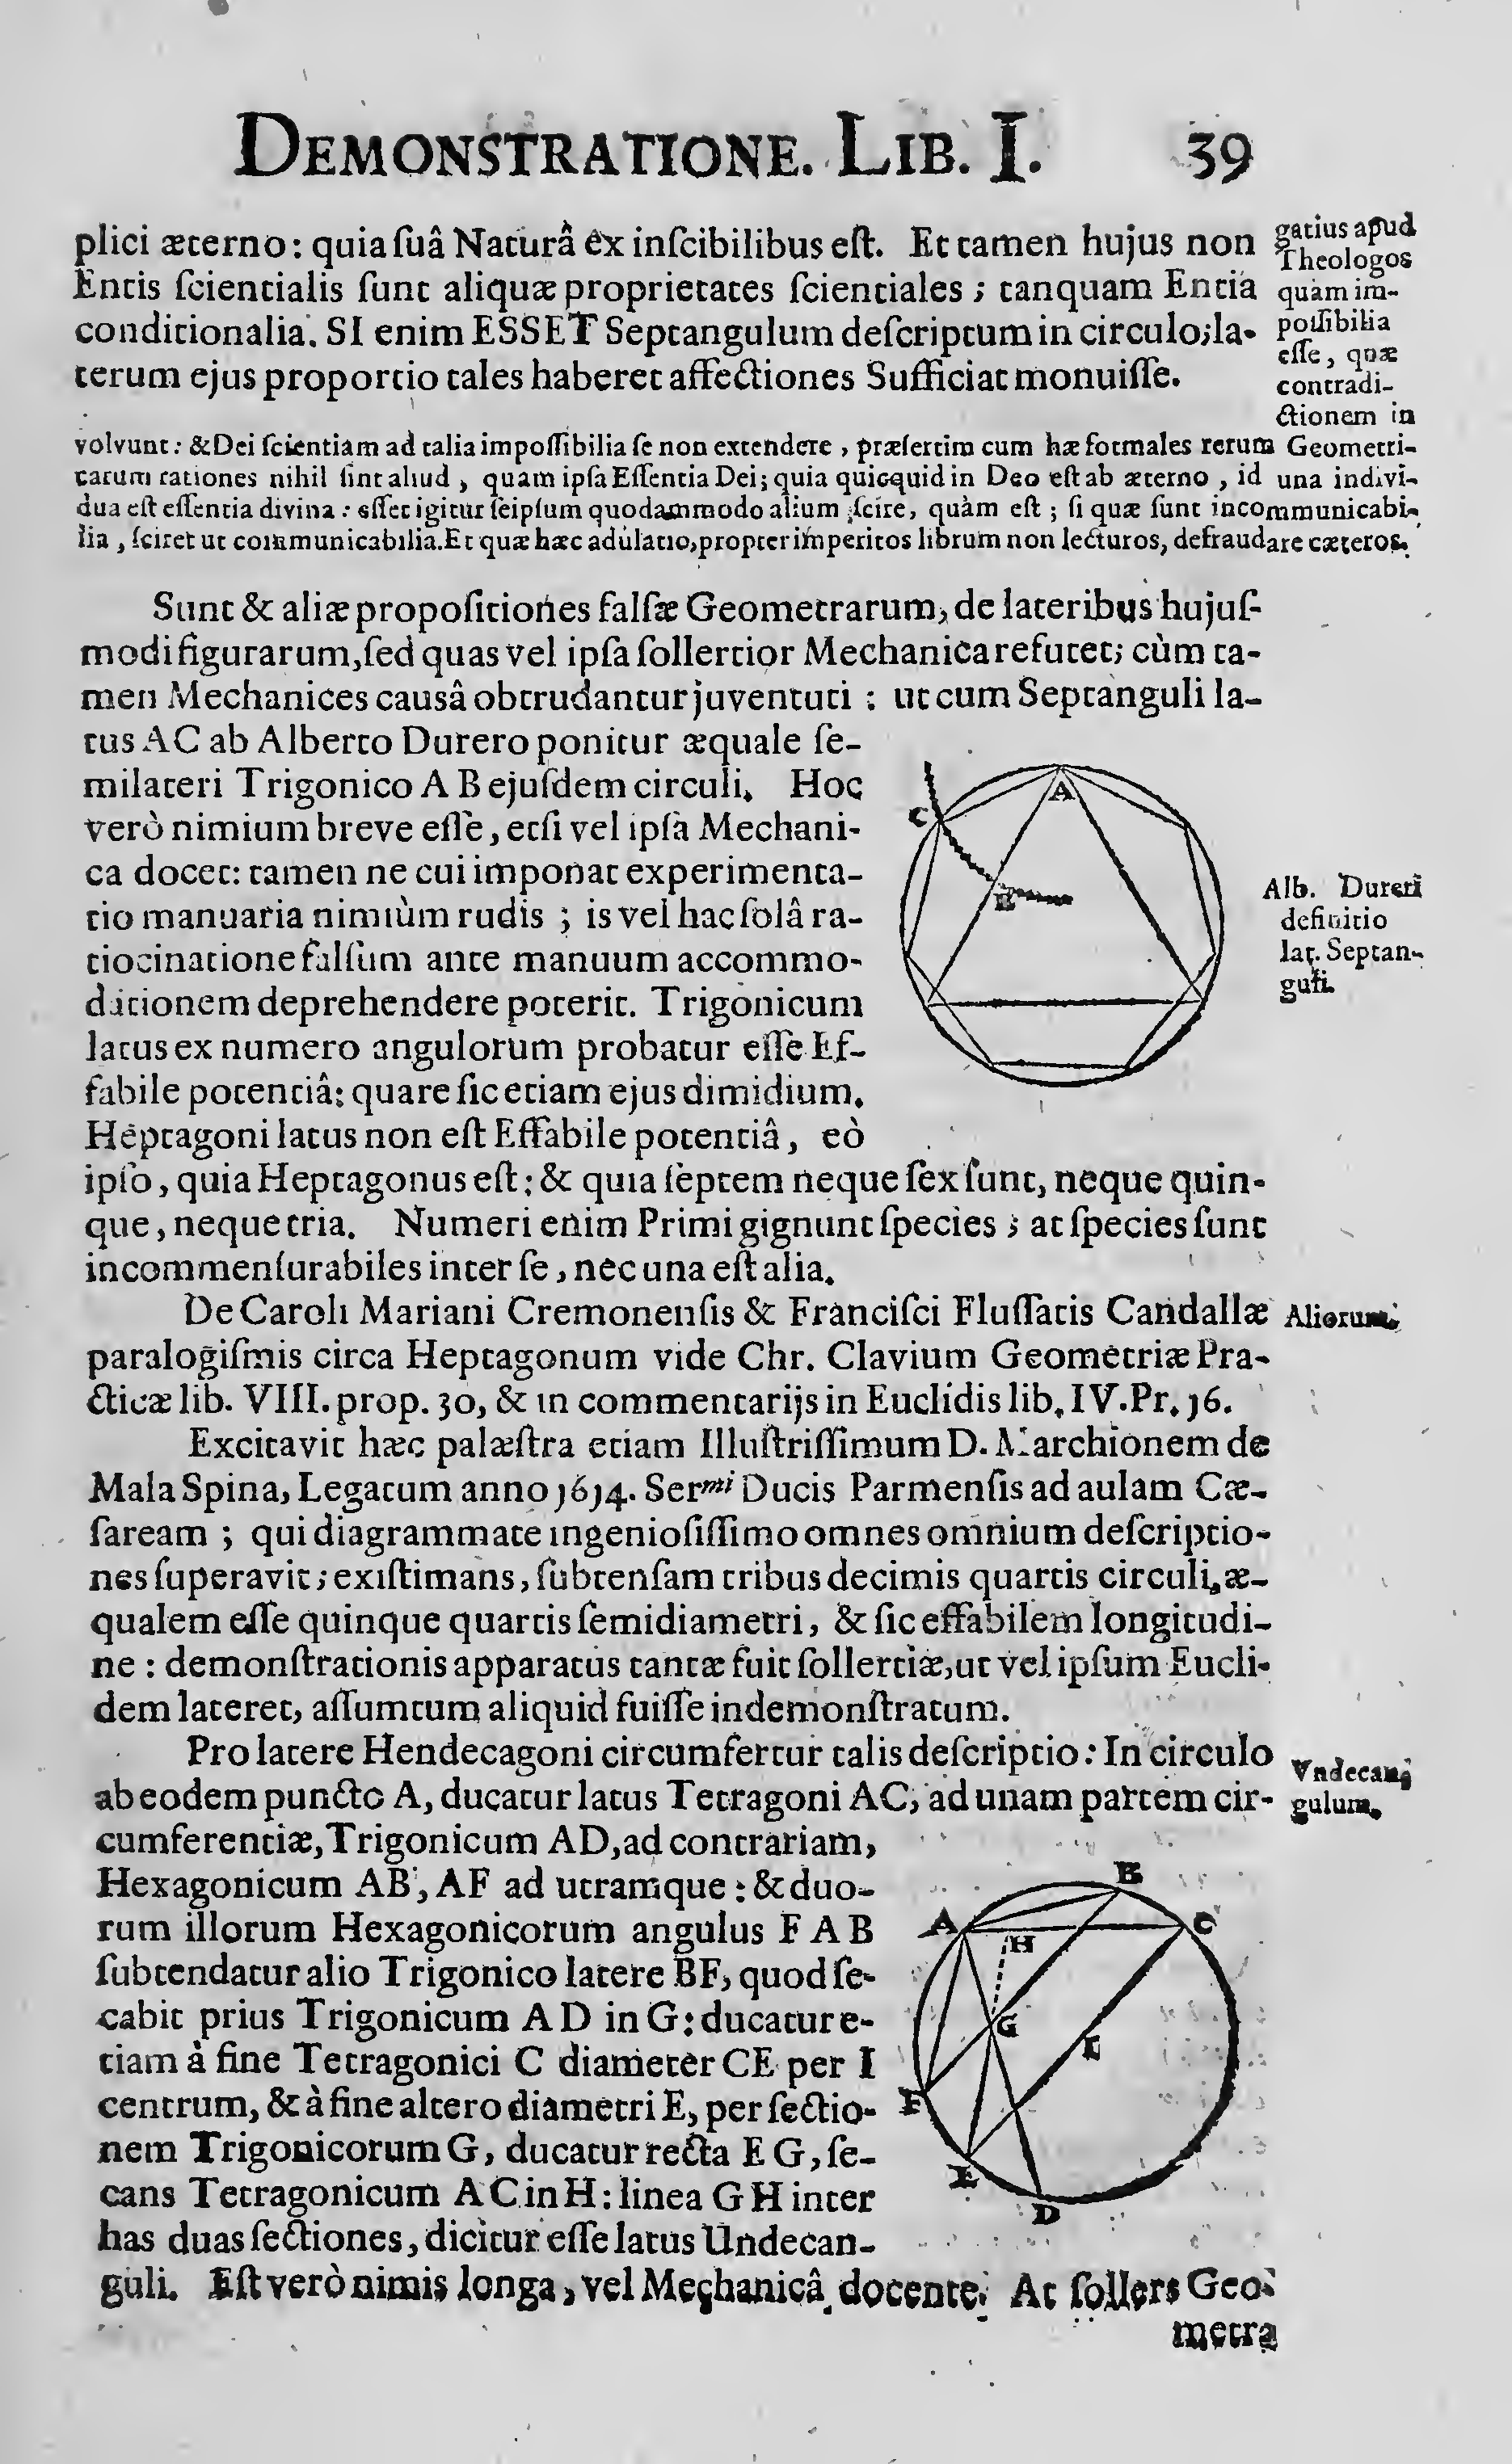 DEMONSTRATIONE. LIB. I. 39
plici æterno: quia ſuâ Naturâ ex inſcibilibus eſt. Et tamen hujus non
Entis ſcientialis ſunt aliquæ proprietates ſcientiales; tanquam Entia
conditionalia. SI enim ESSET Septangulum deſcriptum in circulo; la-
terum ejus proportio tales haberet affectiones Sufficiat monuiſſe.
gatius apud
Theologos
quàm im-
poſſibilia
eſſe, quæ
contradi-
ctionem in
volvunt: & Dei ſcientiam ad talia impoſſibilia ſe non extendere, præſertim cum hæ formales rerum Geometri-
carum rationes nihil ſint aliud, quam ipſa Eſſentia Dei; quia quicquid in Deo eſt ab æterno, id una indivi-
dua eſt eſſentia divina: eſſet igitur ſeipſum quodammodo alium ſcire, quàm eſt; ſi quæ ſunt incommunicabi-
lia, ſciret ut communicabilia. Et quæ hæc adulatio, propter imperitos librum non lecturos, defraudare cæteros.
Sunt & aliæ propoſitiones falſæ Geometrarum, de lateribus hujuſ-
modi figurarum, ſed quas vel ipſa ſollertior Mechanica refutet; cùm ta-
men Mechanices causâ obtrudantur juventuti: ut cum Septànguli la-
tus AC ab Alberto Durero ponitur æquale ſe-
milateri Trigonico A B ejuſdem circuli. Hoc
verò nimium breve eſſe, etſi vel ipſa Mechani-
ca docet: tamen ne cui imponat experimenta-
tio manuaria nimiùm rudis; is vel hac ſolâ ra-
tiocinatione falſum ante manuum accommo-
dationem deprehendere poterit. Trigonicum
latus ex numero angulorum probatur eſſe Ef-
fabile potentiâ; quare ſic etiam ejus dimidium.
Heptagoni latus non eſt Effabile potentiâ, eò
ipſo, quia Heptagonus eſt; & quia ſeptem neque ſex ſunt, neque quin-
que, neque tria. Numeri enim Primi gignunt ſpecies; at ſpecies ſunt
incommenſurabiles inter ſe, nec una eſt alia.
A
C
B
Alb. Dureri
definitio
lat. Septan-
guli.
De Caroli Mariani Cremonenſis & Franciſci Fluſſatis Candallæ
paralogiſmis circa Heptagonum vide Chr. Clavium Geometriæ Pra-
cticæ lib. VIII. prop. 30, & in commentarijs in Euclidis lib. IV. Pr. 16.
Aliorum.
Excitavit hæc palæſtra etiam Illuſtriſſimum D. Marchionem de
Mala Spina, Legatum anno 1614. Serᵐⁱ Ducis Parmenſis ad aulam Cæ-
ſaream; qui diagrammate ingenioſiſſimo omnes omnium deſcriptio-
nes ſuperavit; exiſtimans, ſubtenſam tribus decimis quartis circuli, æ-
qualem eſſe quinque quartis ſemidiametri, & ſic effabilem longitudi-
ne: demonſtrationis apparatus tantæ fuit ſollertiæ, ut vel ipſum Eucli-
dem lateret, aſſumtum aliquid fuiſſe indemonſtratum.
Pro latere Hendecagoni circumfertur talis deſcriptio: In circulo
ab eodem puncto A, ducatur latus Tetragoni AC, ad unam partem cir-
cumferentiæ, Trigonicum AD, ad contrariam,
Hexagonicum AB, AF ad utramque: & duo-
rum illorum Hexagonicorum angulus F A B
ſubtendatur alio Trigonico latere BF, quod ſe-
cabit prius Trigonicum A D in G: ducatur e-
tiam à fine Tetragonici C diameter CE per I
centrum, & à fine altero diametri E, per ſectio-
nem Trigonicorum G, ducatur recta E G, ſe-
cans Tetragonicum A C in H: linea G H inter
has duas ſectiones, dicitur eſſe latus Undecan-
guli. Eſt verò nimis longa, vel Mechanicâ docente. At ſollers Geo-
metra
Vndecan-
gulum.
B
A
C
H
G
I
F
E
D